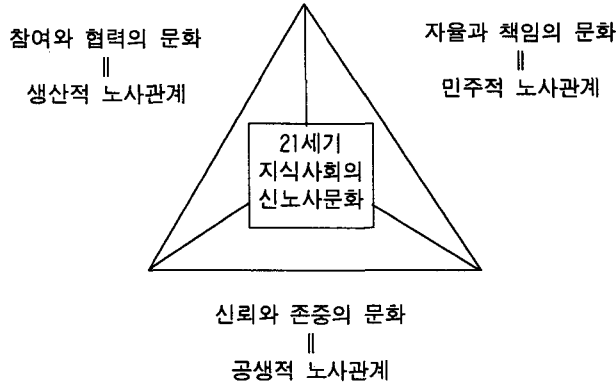 참여와 협력의 문화
‖
생산적 노사관계
자율과 책임의 문화
‖
민주적 노사관계
21세기
지식사회의
신노사문화
신뢰와 존중의 문화
‖
공생적 노사관계